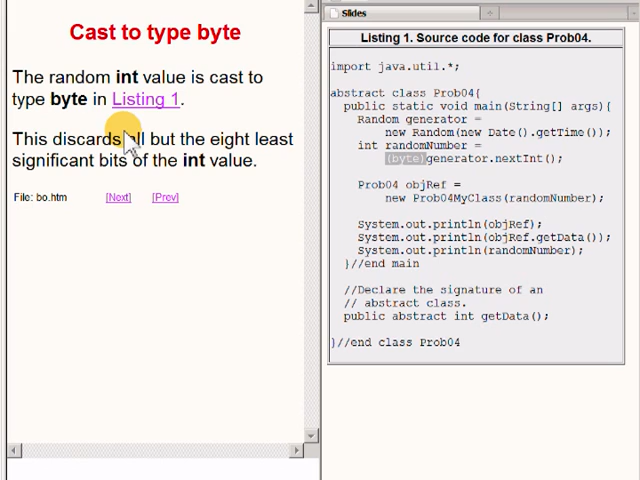 Cast to type byte
The random int value is cast to
type byte in Listing 1.
This discards all but the eight least
significant bits of the int value.
File: bo.htm [Next] [Prev]
Slides
Listing 1. Source code for class Prob04.
import java.util.*;
abstract class Prob04{
public static void main(String[] args){
Random generator =
new Random(new Date().getTime());
int randomNumber =
(byte)generator.nextInt();
Prob04 objRef =
new Prob04MyClass(randomNumber);
System.out.println(objRef);
System.out.println(objRef.getData());
System.out.println(randomNumber);
}//end main
//Declare the signature of an
// abstract class.
public abstract int getData();
}//end class Prob04